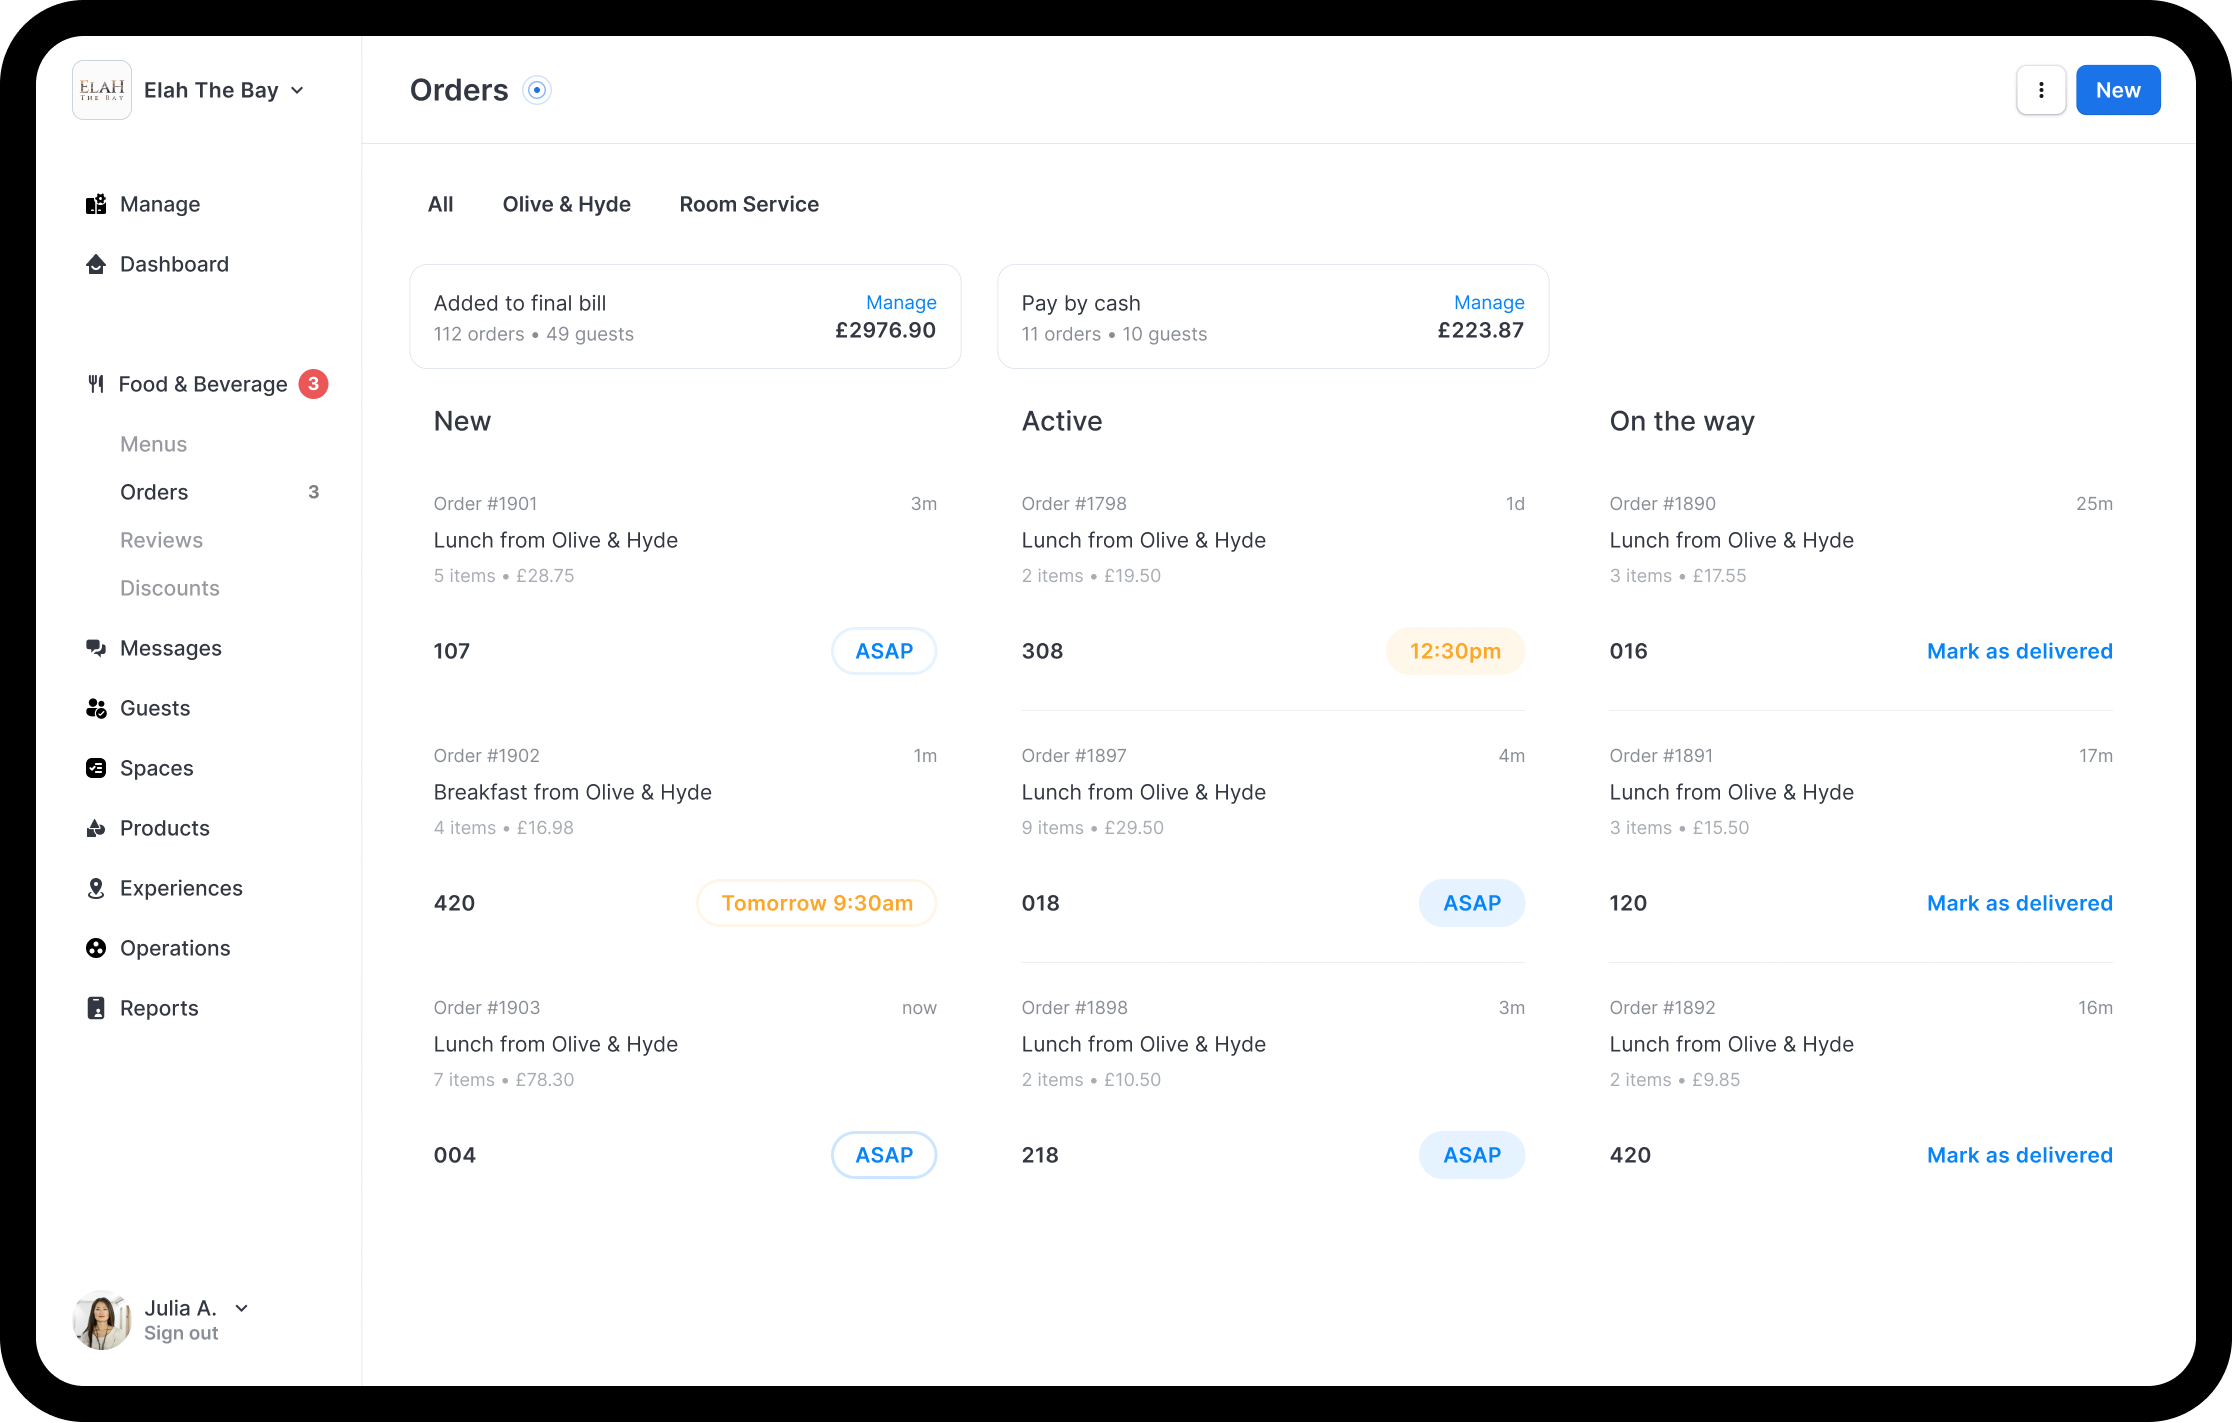 ELAH
THE BAY
Elah The Bay
Manage
Dashboard
Food & Beverage 3
Menus
Orders 3
Reviews
Discounts
Messages
Guests
Spaces
Products
Experiences
Operations
Reports
Julia A.
Sign out
Orders
New
All Olive & Hyde Room Service
Added to final bill Manage
112 orders • 49 guests £2976.90
Pay by cash Manage
11 orders • 10 guests £223.87
New
Order #1901 3m
Lunch from Olive & Hyde
5 items • £28.75
107 ASAP
Order #1902 1m
Breakfast from Olive & Hyde
4 items • £16.98
420 Tomorrow 9:30am
Order #1903 now
Lunch from Olive & Hyde
7 items • £78.30
004 ASAP
Active
Order #1798 1d
Lunch from Olive & Hyde
2 items • £19.50
308 12:30pm
Order #1897 4m
Lunch from Olive & Hyde
9 items • £29.50
018 ASAP
Order #1898 3m
Lunch from Olive & Hyde
2 items • £10.50
218 ASAP
On the way
Order #1890 25m
Lunch from Olive & Hyde
3 items • £17.55
016 Mark as delivered
Order #1891 17m
Lunch from Olive & Hyde
3 items • £15.50
120 Mark as delivered
Order #1892 16m
Lunch from Olive & Hyde
2 items • £9.85
420 Mark as delivered